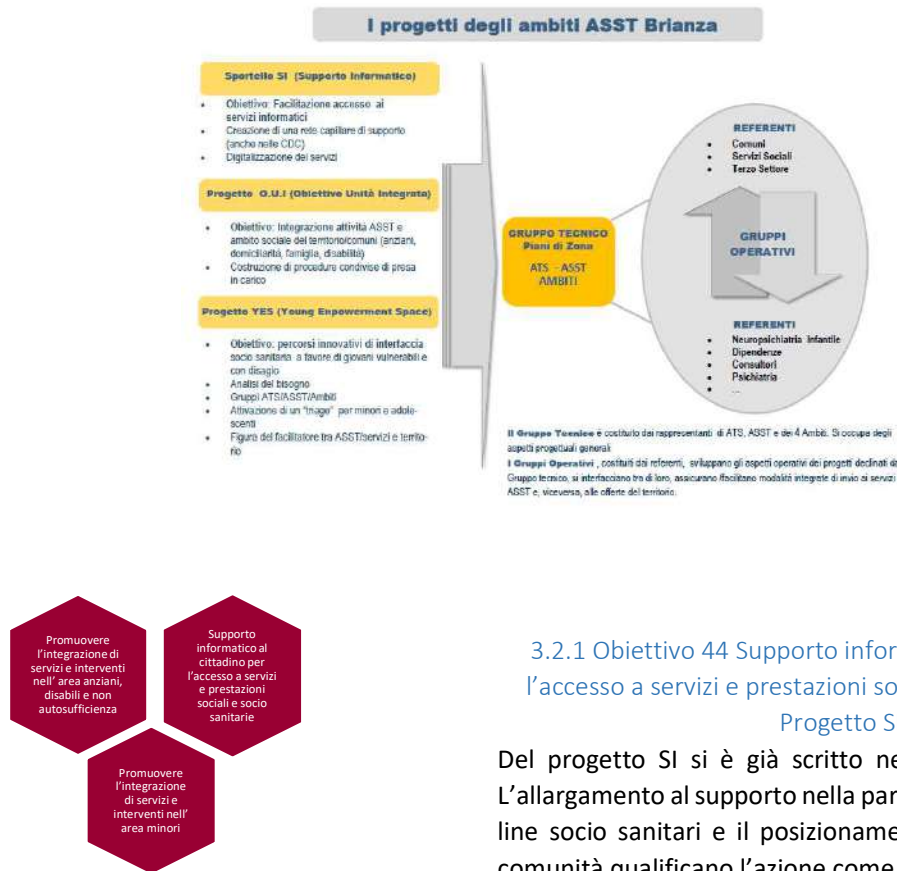 I progetti degli ambiti ASST Brianza
Sportello SI (Supporto Informatico)
• Obiettivo: Facilitazione accesso ai
servizi informatici
• Creazione di una rete capillare di supporto
(anche nelle CDC)
• Digitalizzazione dei servizi
Progetto O.U.I (Obiettivo Unità Integrata)
• Obiettivo: Integrazione attività ASST e
ambito sociale del territorio/comuni (anziani,
domiciliarità, famiglia, disabilità)
• Costruzione di procedure condivise di presa
in carico
Progetto YES (Young Enpowerment Space)
• Obiettivo: percorsi innovativi di interfaccia
socio sanitaria a favore di giovani vulnerabili e
con disagio
• Analisi del bisogno
• Gruppi ATS/ASST/Ambiti
• Attivazione di un "triage" per minori e adole-
scenti
• Figura del facilitatore tra ASST/servizi e territo-
rio
GRUPPO TECNICO
Piani di Zona
ATS - ASST
AMBITI
REFERENTI
• Comuni
• Servizi Sociali
• Terzo Settore
GRUPPI
OPERATIVI
REFERENTI
• Neuropsichiatria infantile
• Dipendenze
• Consultori
• Psichiatria
• ...
Il Gruppo Tecnico è costituito dai rappresentanti di ATS, ASST e dei 4 Ambiti. Si occupa degli
aspetti progettuali generali
I Gruppi Operativi, costituiti dai referenti, sviluppano gli aspetti operativi dei progetti declinati da
Gruppo tecnico, si interfacciano tra di loro, assicurano /facilitano modalità integrate di invio ai servizi
ASST e, viceversa, alle offerte del territorio.
Promuovere
l'integrazione di
servizi e interventi
nell' area anziani,
disabili e non
autosufficienza
Supporto
informatico al
cittadino per
l'accesso a servizi
e prestazioni
sociali e socio
sanitarie
Promuovere
l'integrazione
di servizi e
interventi nell'
area minori
3.2.1 Obiettivo 44 Supporto infor
l'accesso a servizi e prestazioni so
Progetto S
Del progetto SI si è già scritto ne
L'allargamento al supporto nella par
line socio sanitari e il posizioname
comunità qualificano l'azione come